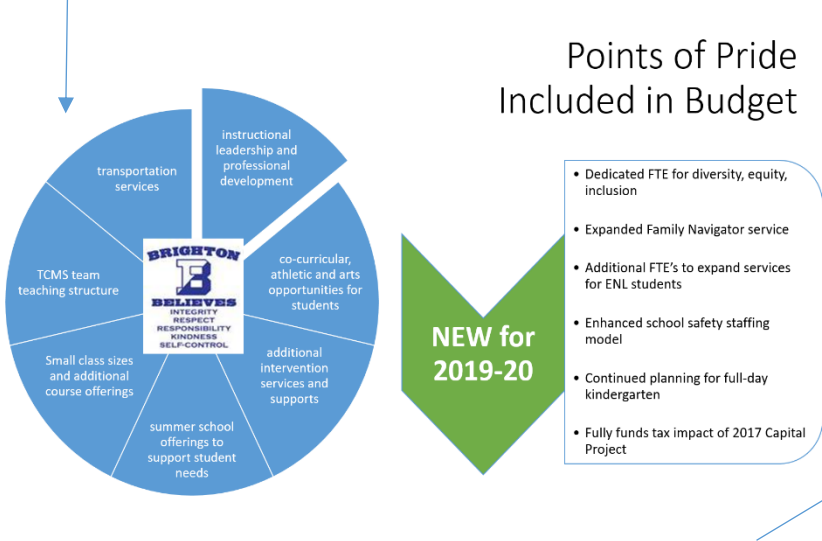 Points of Pride
Included in Budget
instructional
leadership and
professional
development
co-curricular,
athletic and arts
opportunities for
students
additional
intervention
services and
supports
summer school
offerings to
support student
needs
Small class sizes
and additional
course offerings
TCMS team
teaching structure
transportation
services
BRIGHTON
B
BELIEVES
INTEGRITY
RESPECT
RESPONSIBILITY
KINDNESS
SELF-CONTROL
NEW for
2019-20
• Dedicated FTE for diversity, equity,
inclusion
• Expanded Family Navigator service
• Additional FTE's to expand services
for ENL students
• Enhanced school safety staffing
model
• Continued planning for full-day
kindergarten
• Fully funds tax impact of 2017 Capital
Project